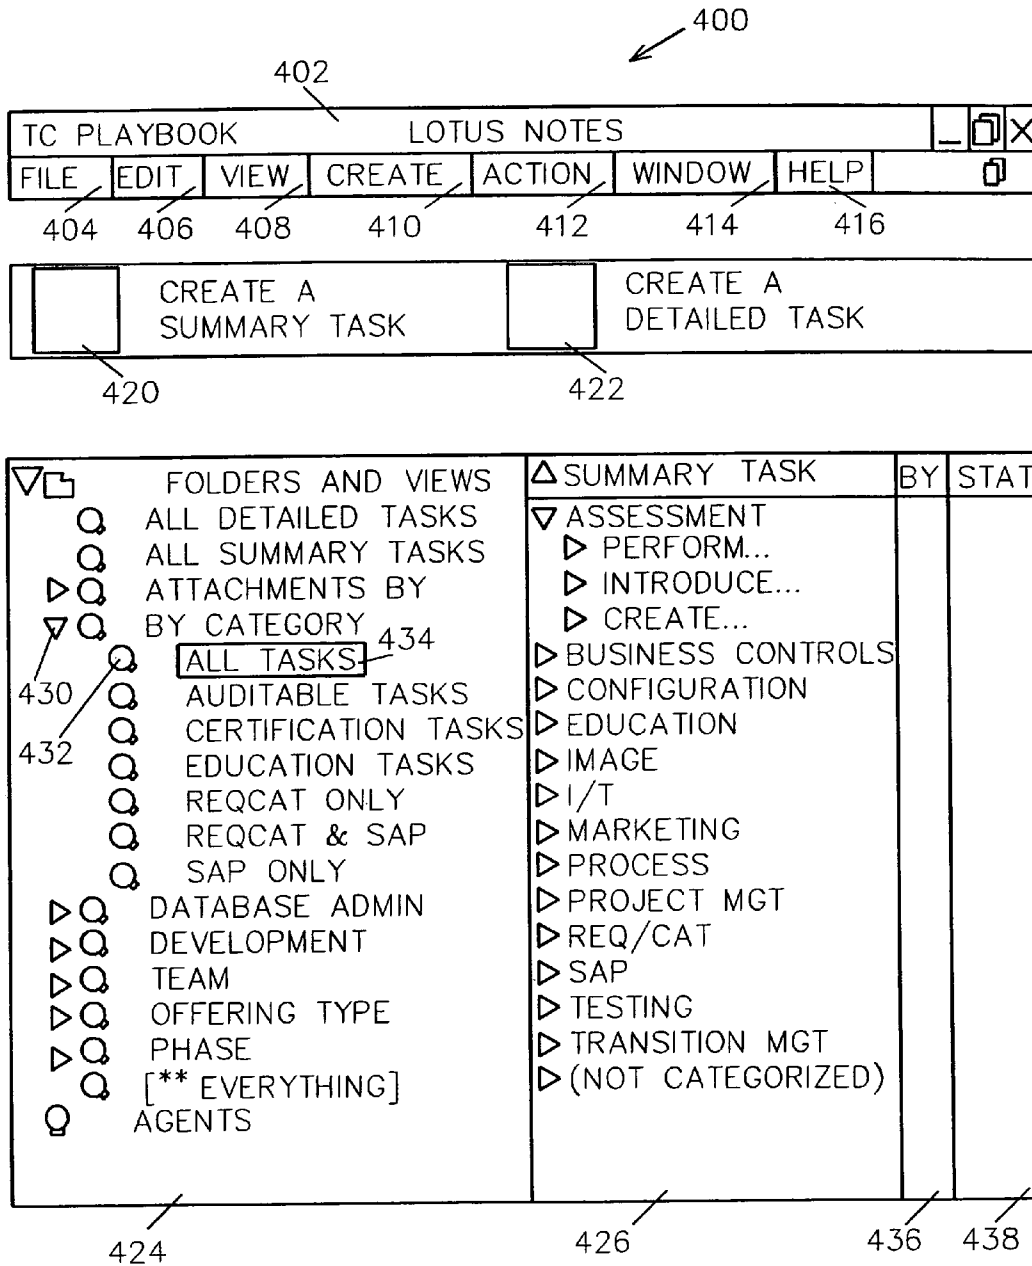 400
402
TC PLAYBOOK LOTUS NOTES
FILE EDIT VIEW CREATE ACTION WINDOW HELP
404 406 408 410 412 414 416
CREATE A
SUMMARY TASK
CREATE A
DETAILED TASK
420 422
FOLDERS AND VIEWS
ALL DETAILED TASKS
ALL SUMMARY TASKS
ATTACHMENTS BY
BY CATEGORY
434
ALL TASKS
430
AUDITABLE TASKS
CERTIFICATION TASKS
432
EDUCATION TASKS
REQCAT ONLY
REQCAT & SAP
SAP ONLY
DATABASE ADMIN
DEVELOPMENT
TEAM
OFFERING TYPE
PHASE
[** EVERYTHING]
AGENTS
SUMMARY TASK BY STAT
ASSESSMENT
PERFORM...
INTRODUCE...
CREATE...
BUSINESS CONTROLS
CONFIGURATION
EDUCATION
IMAGE
I/T
MARKETING
PROCESS
PROJECT MGT
REQ/CAT
SAP
TESTING
TRANSITION MGT
(NOT CATEGORIZED)
424 426 436 438